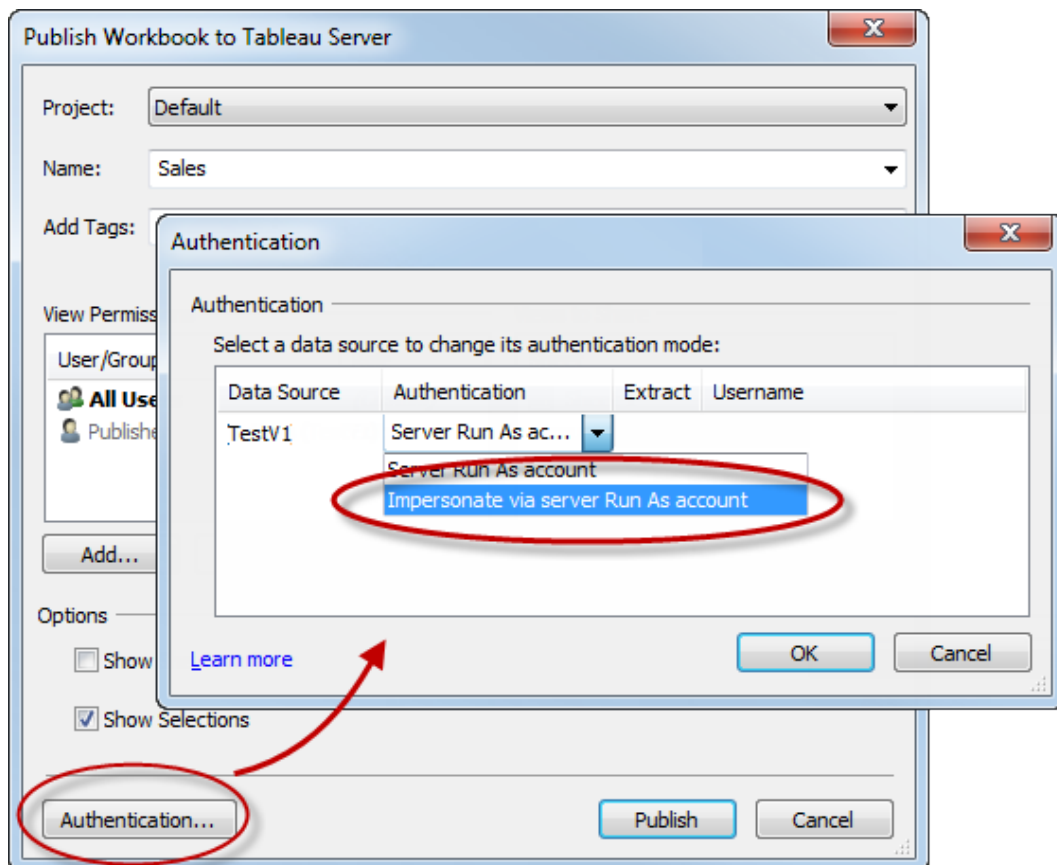 Publish Workbook to Tableau Server
Project: Default
Name: Sales
Add Tags:
Authentication
View Permiss
User/Group
All Use
Publishe
Add...
Authentication
Select a data source to change its authentication mode:
Data Source Authentication Extract Username
TestV1 Server Run As ac...
Server Run As account
Impersonate via server Run As account
Learn more
OK Cancel
Options
Show
Show Selections
Authentication... Publish Cancel